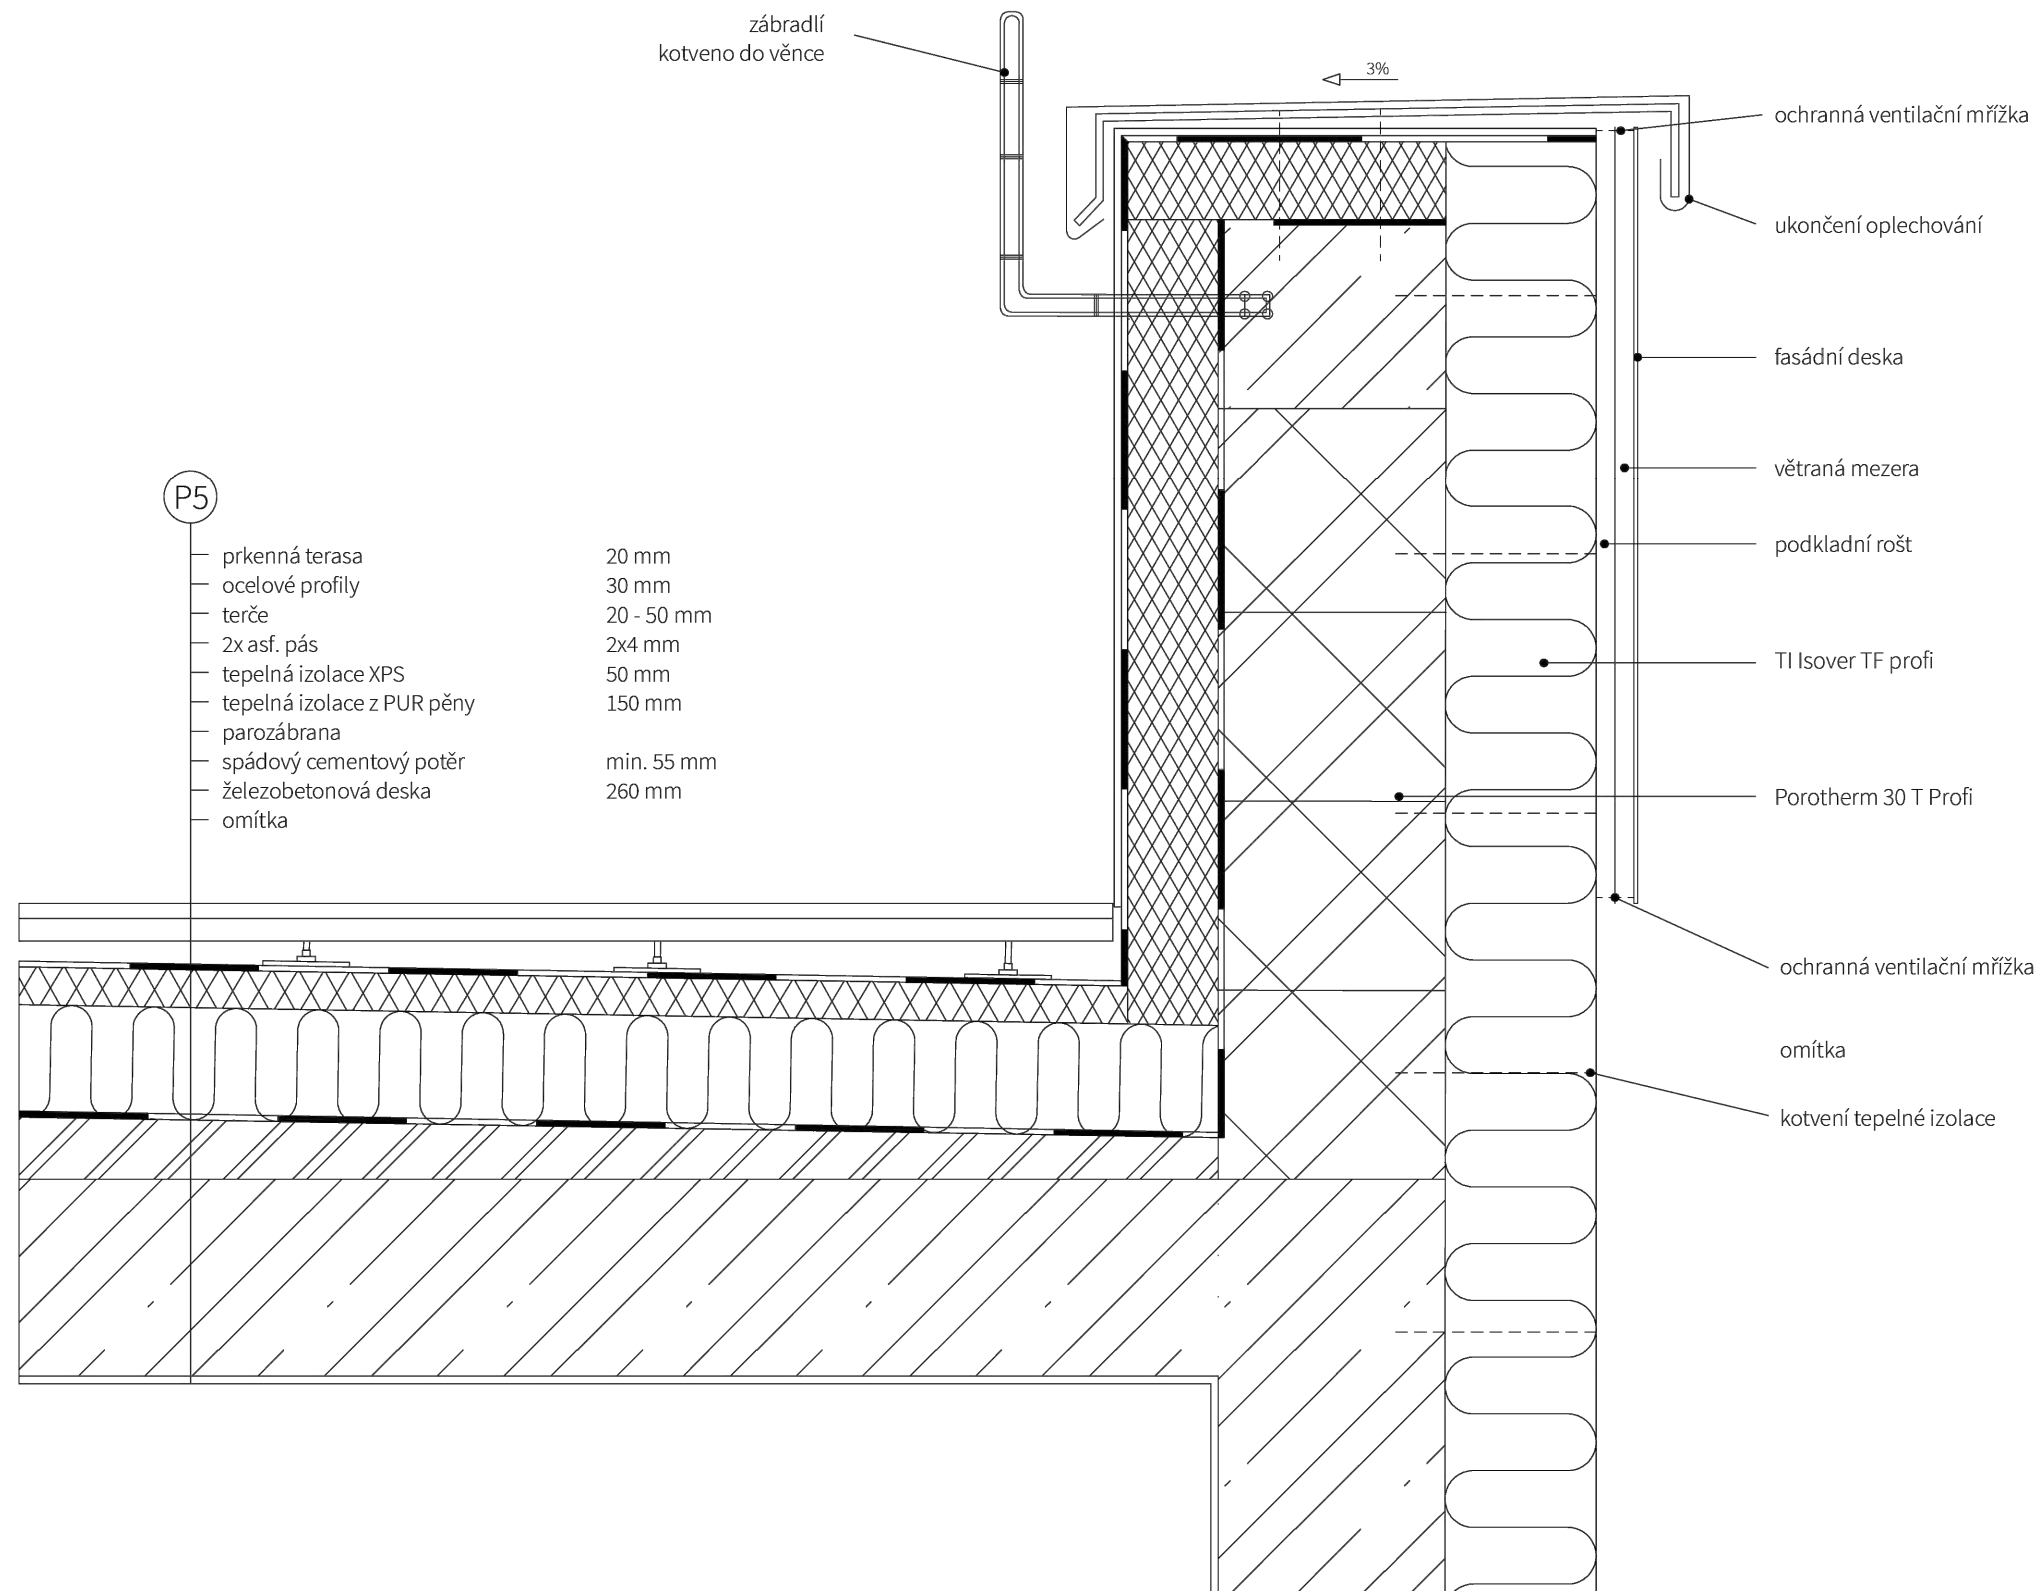 zábradlí
kotveno do věnce
3%
ochranná ventilační mřížka
ukončení oplechování
fasádní deska
větraná mezera
podkladní rošt
TI Isover TF profi
Porotherm 30 T Profi
ochranná ventilační mřížka
omítka
kotvení tepelné izolace
P5
prkenná terasa 20 mm
ocelové profily 30 mm
terče 20 - 50 mm
2x asf. pás 2x4 mm
tepelná izolace XPS 50 mm
tepelná izolace z PUR pěny 150 mm
parozábrana
spádový cementový potěr min. 55 mm
železobetonová deska 260 mm
omítka